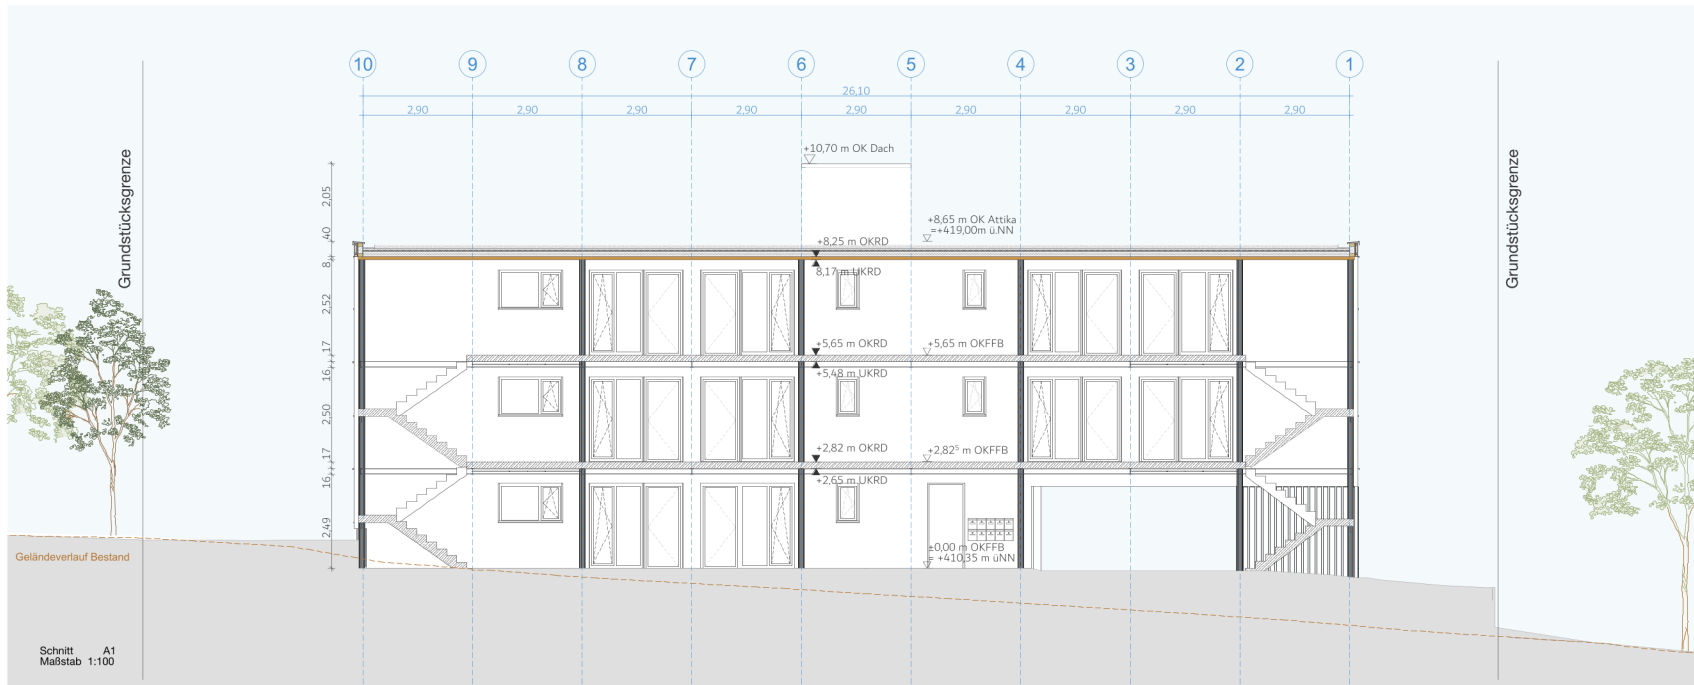 10 9 8 7 6 5 4 3 2 1
26,10
2,90 2,90 2,90 2,90 2,90 2,90 2,90 2,90 2,90
Grundstücksgrenze
Grundstücksgrenze
+10,70 m OK Dach
2,05
+8,65 m OK Attika
=+419,00m ü.NN
40
+8,25 m OKRD
8
8,17 m UKRD
2,52
+5,65 m OKRD
+5,65 m OKFFB
17
16
+5,48 m UKRD
2,50
+2,82 m OKRD
+2,82⁵ m OKFFB
17
16
+2,65 m UKRD
2,49
±0,00 m OKFFB
= +410,35 m üNN
Geländeverlauf Bestand
Schnitt A1
Maßstab 1:100